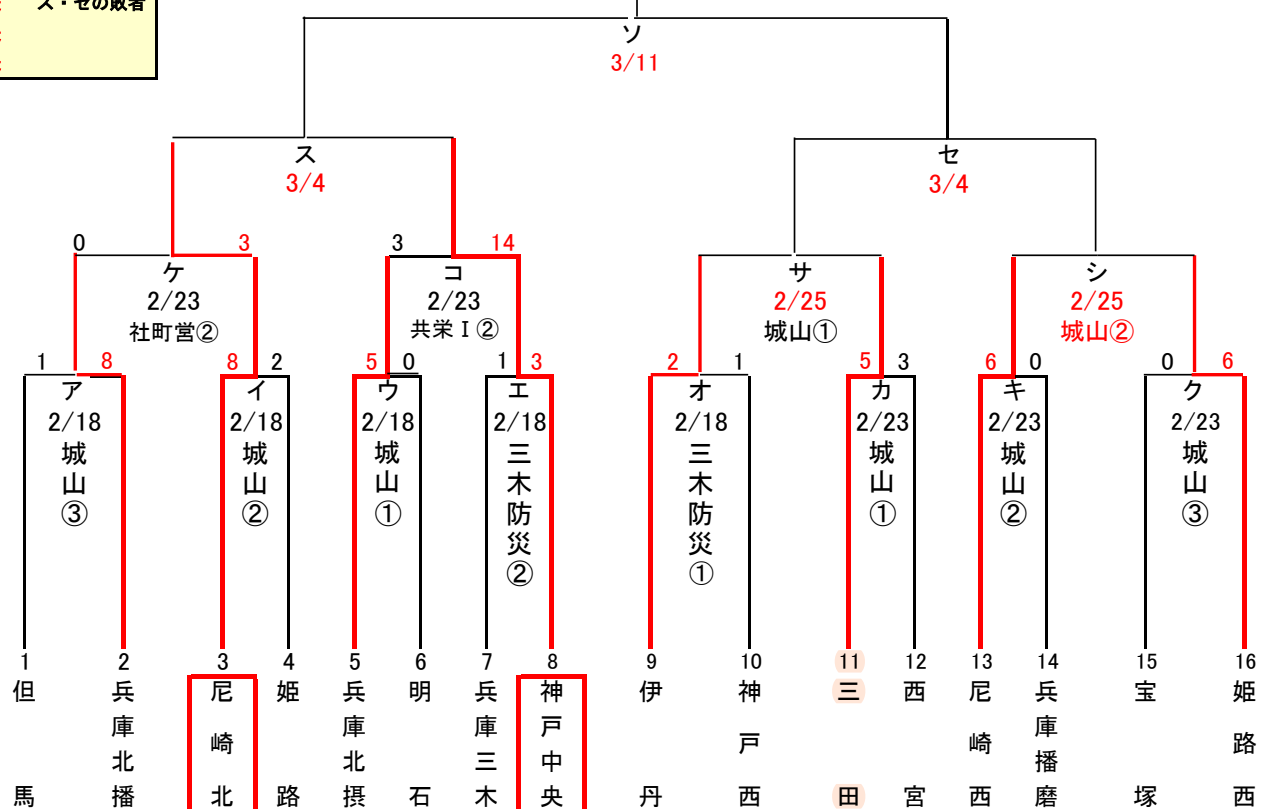 ス・セの敗者
ソ
3/11
ス
3/4
セ
3/4
0 3
ケ
2/23
社町営②
3 14
コ
2/23
共栄Ⅰ②
サ
2/25
城山①
シ
2/25
城山②
1 8
ア
2/18
城山③
8 2
イ
2/18
城山②
5 0
ウ
2/18
城山①
1 3
エ
2/18
三木防災②
2 1
オ
2/18
三木防災①
5 3
カ
2/23
城山①
6 0
キ
2/23
城山②
0 6
ク
2/23
城山③
1 但馬
2 兵庫北播
3 尼崎北
4 姫路
5 兵庫北摂
6 明石
7 兵庫三木
8 神戸中央
9 伊丹
10 神戸西
11 三田
12 西宮
13 尼崎西
14 兵庫播磨
15 宝塚
16 姫路西